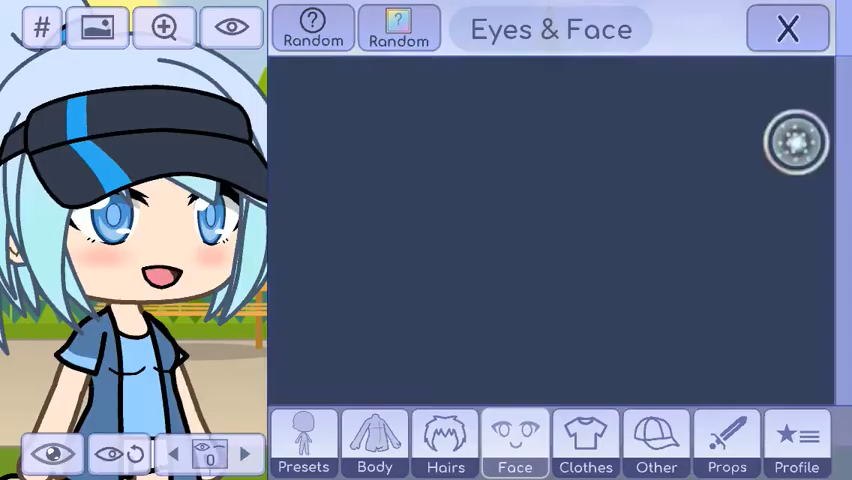 #
Random
Random
Eyes & Face
X
0
Presets
Body
Hairs
Face
Clothes
Other
Props
Profile